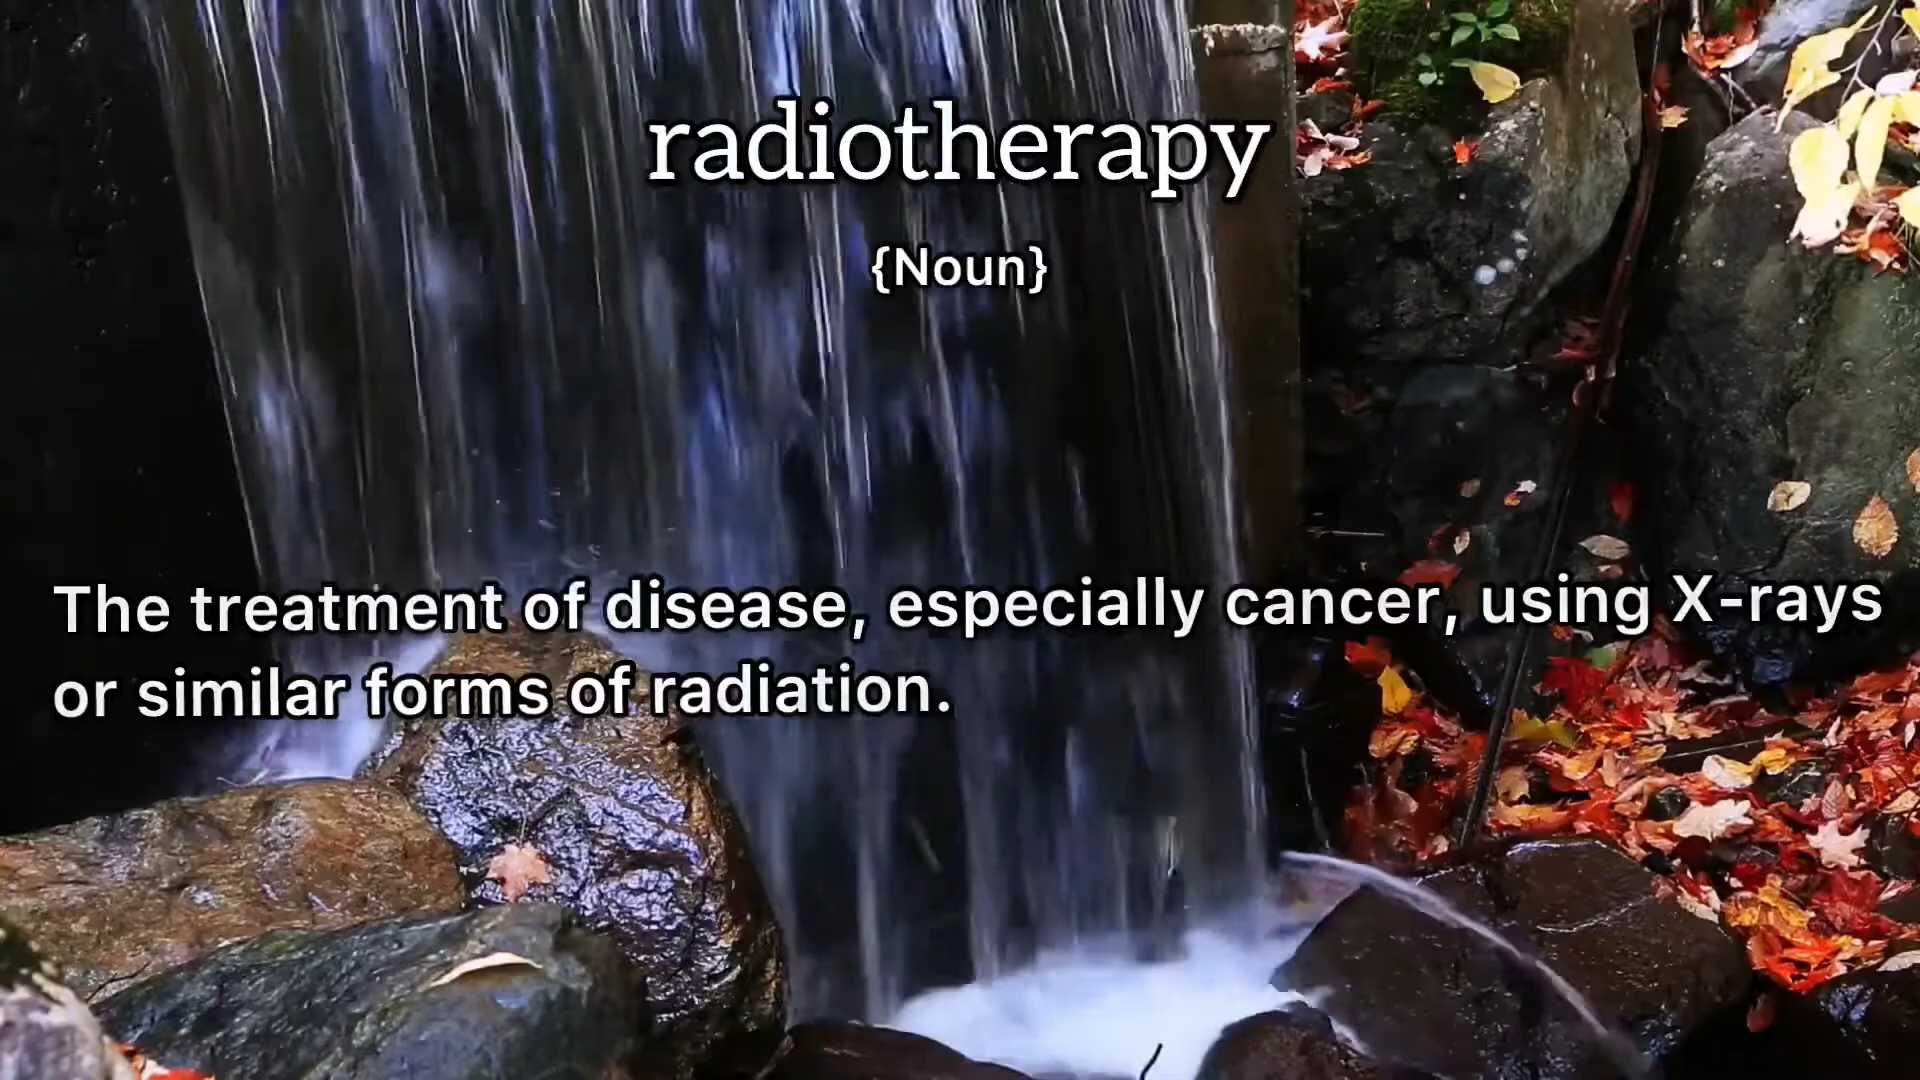 radiotherapy
{Noun}
The treatment of disease, especially cancer, using X-rays
or similar forms of radiation.